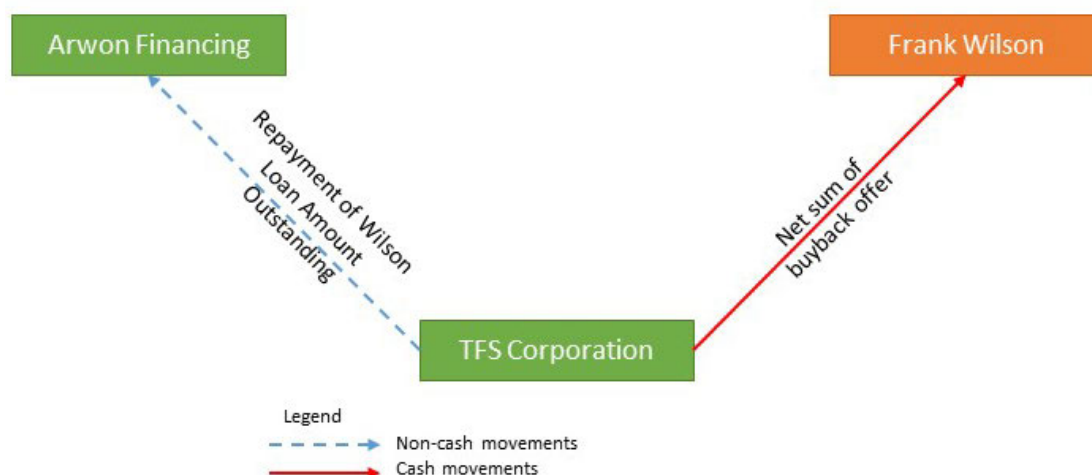 Arwon Financing
Frank Wilson
Repayment of Wilson
Loan Amount
Outstanding
Net sum of
buyback offer
TFS Corporation
Legend
Non-cash movements
Cash movements